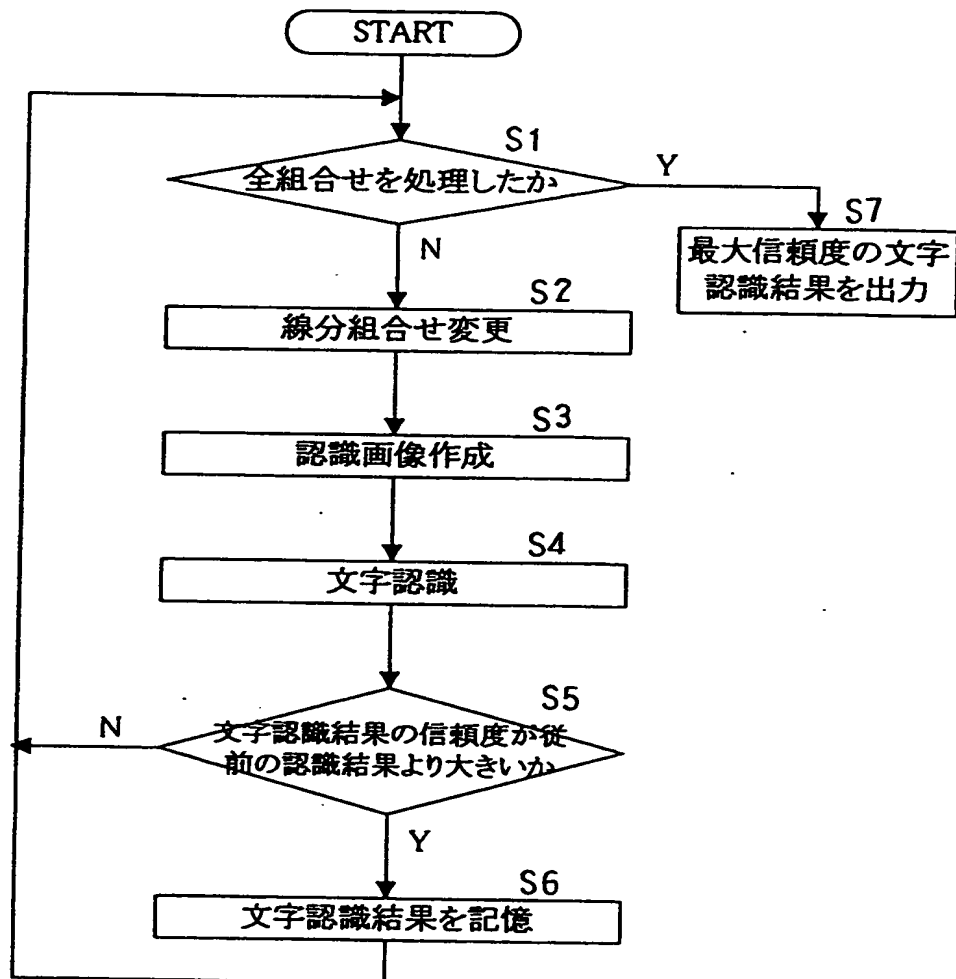 START
S1
全組合せを処理したか
Y
S7
最大信頼度の文字
認識結果を出力
N
S2
線分組合せ変更
S3
認識画像作成
S4
文字認識
S5
N
文字認識結果の信頼度が従
前の認識結果より大きいか
Y
S6
文字認識結果を記憶